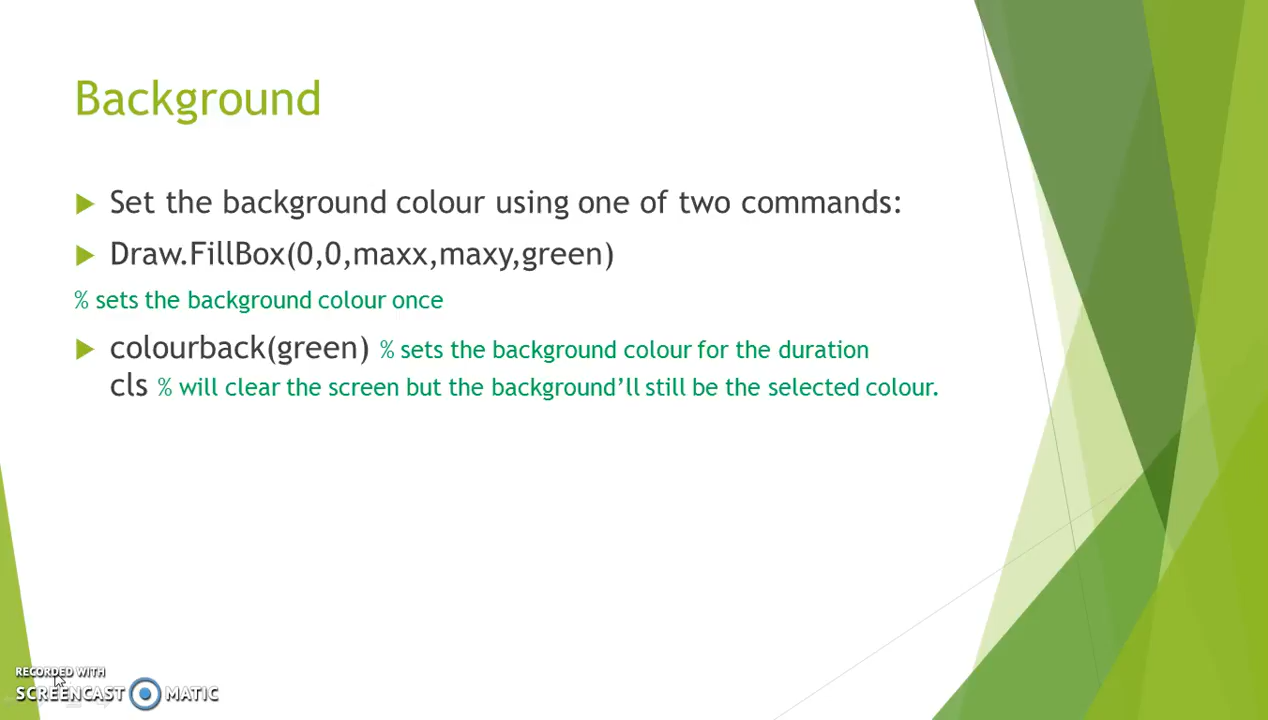 Background
Set the background colour using one of two commands:
Draw.FillBox(0,0,maxx,maxy,green)
% sets the background colour once
colourback(green) % sets the background colour for the duration
cls % will clear the screen but the background’ll still be the selected colour.
RECORDED WITH
SCREENCAST MATIC